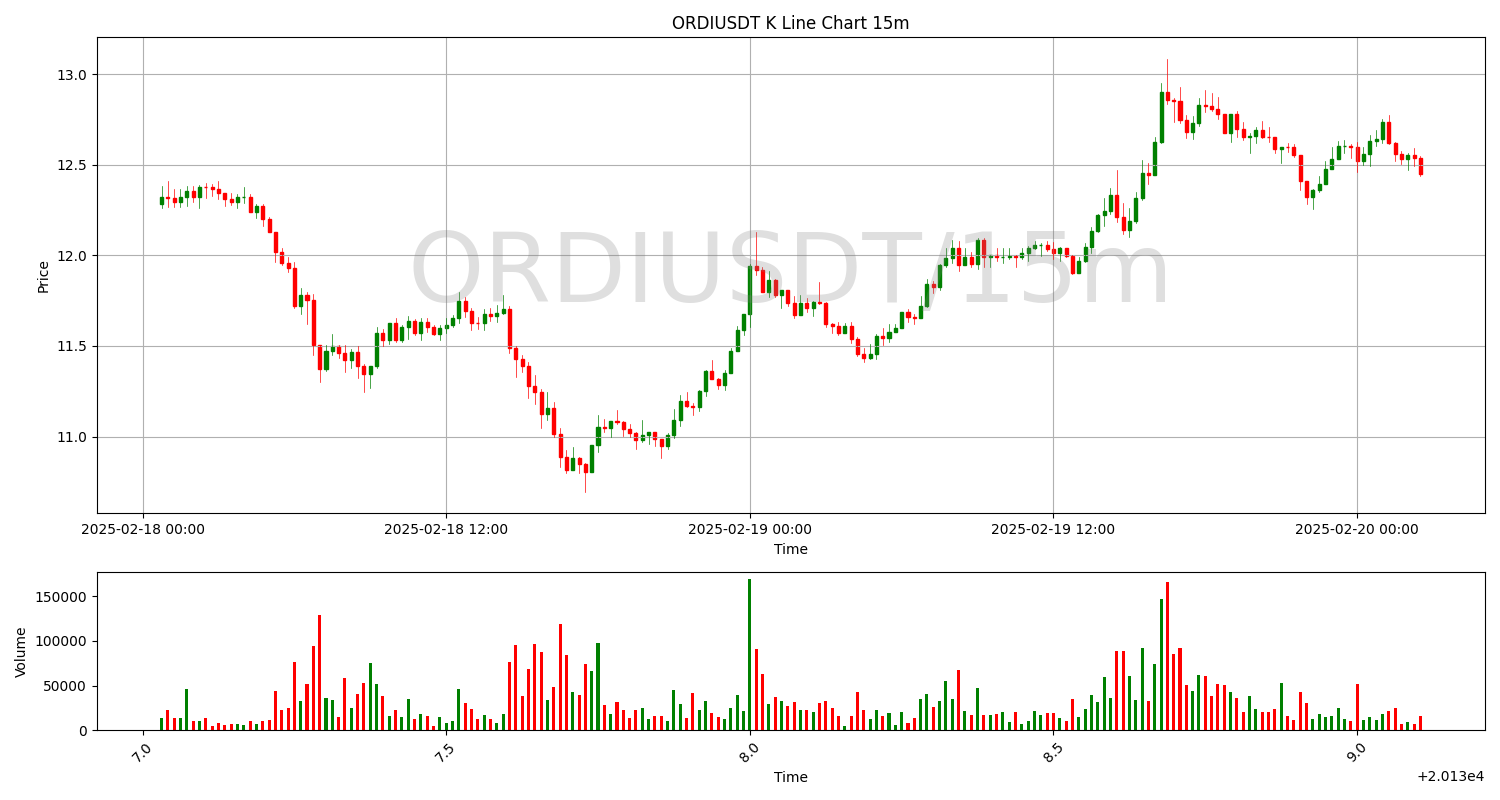 ORDIUSDT K Line Chart 15m
13.0
12.5
12.0
11.5
11.0
Price
ORDIUSDT/15m
2025-02-18 00:00 2025-02-18 12:00 2025-02-19 00:00 2025-02-19 12:00 2025-02-20 00:00
Time
150000
100000
50000
0
Volume
7.0 7.5 8.0 8.5 9.0
Time
+2.013e4